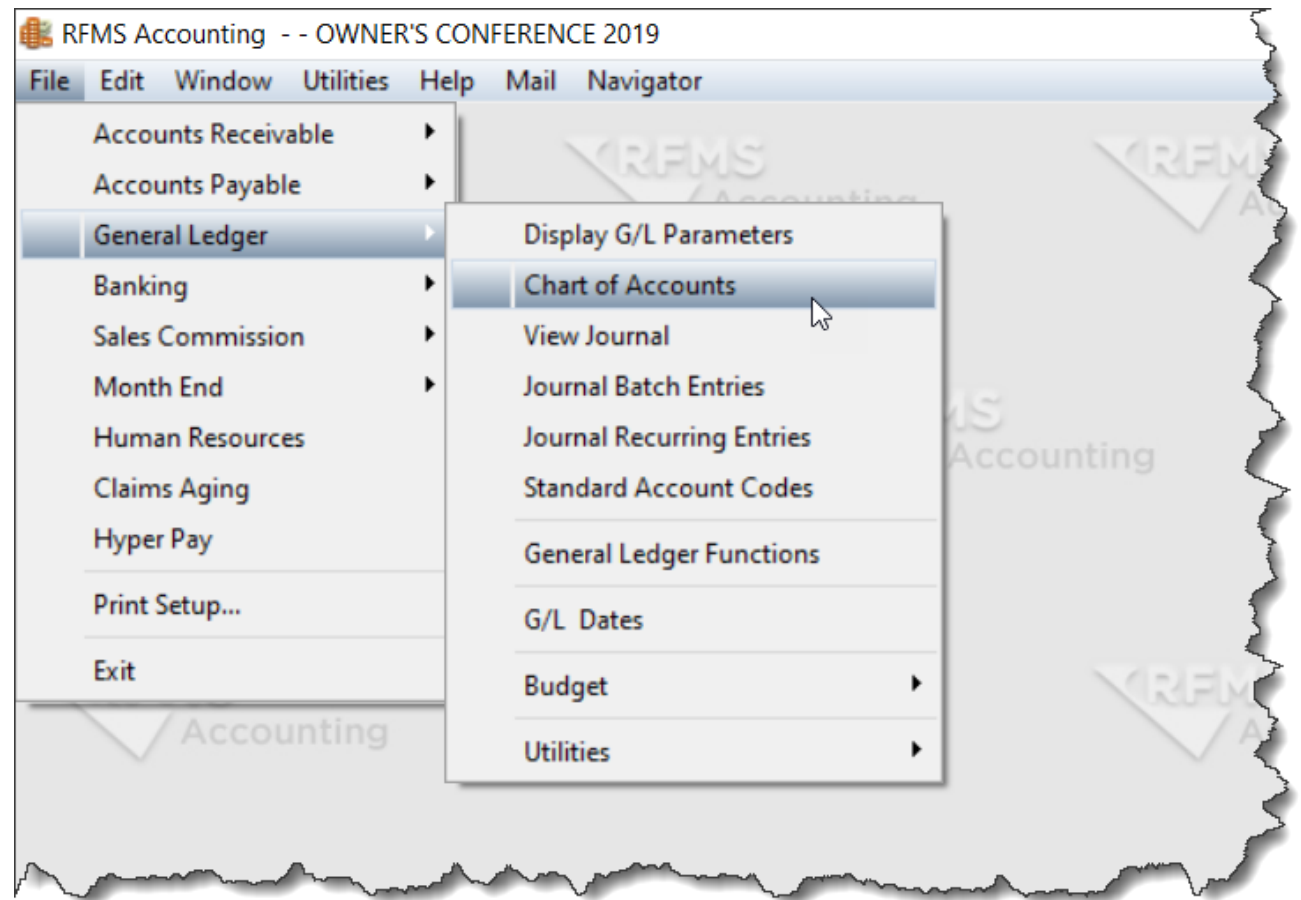 RFMS Accounting - - OWNER'S CONFERENCE 2019
File Edit Window Utilities Help Mail Navigator
Accounts Receivable
Accounts Payable
General Ledger
Banking
Sales Commission
Month End
Human Resources
Claims Aging
Hyper Pay
Print Setup...
Exit
Display G/L Parameters
Chart of Accounts
View Journal
Journal Batch Entries
Journal Recurring Entries
Standard Account Codes
General Ledger Functions
G/L Dates
Budget
Utilities
RFMS
Accounting
Accounting
Accounting